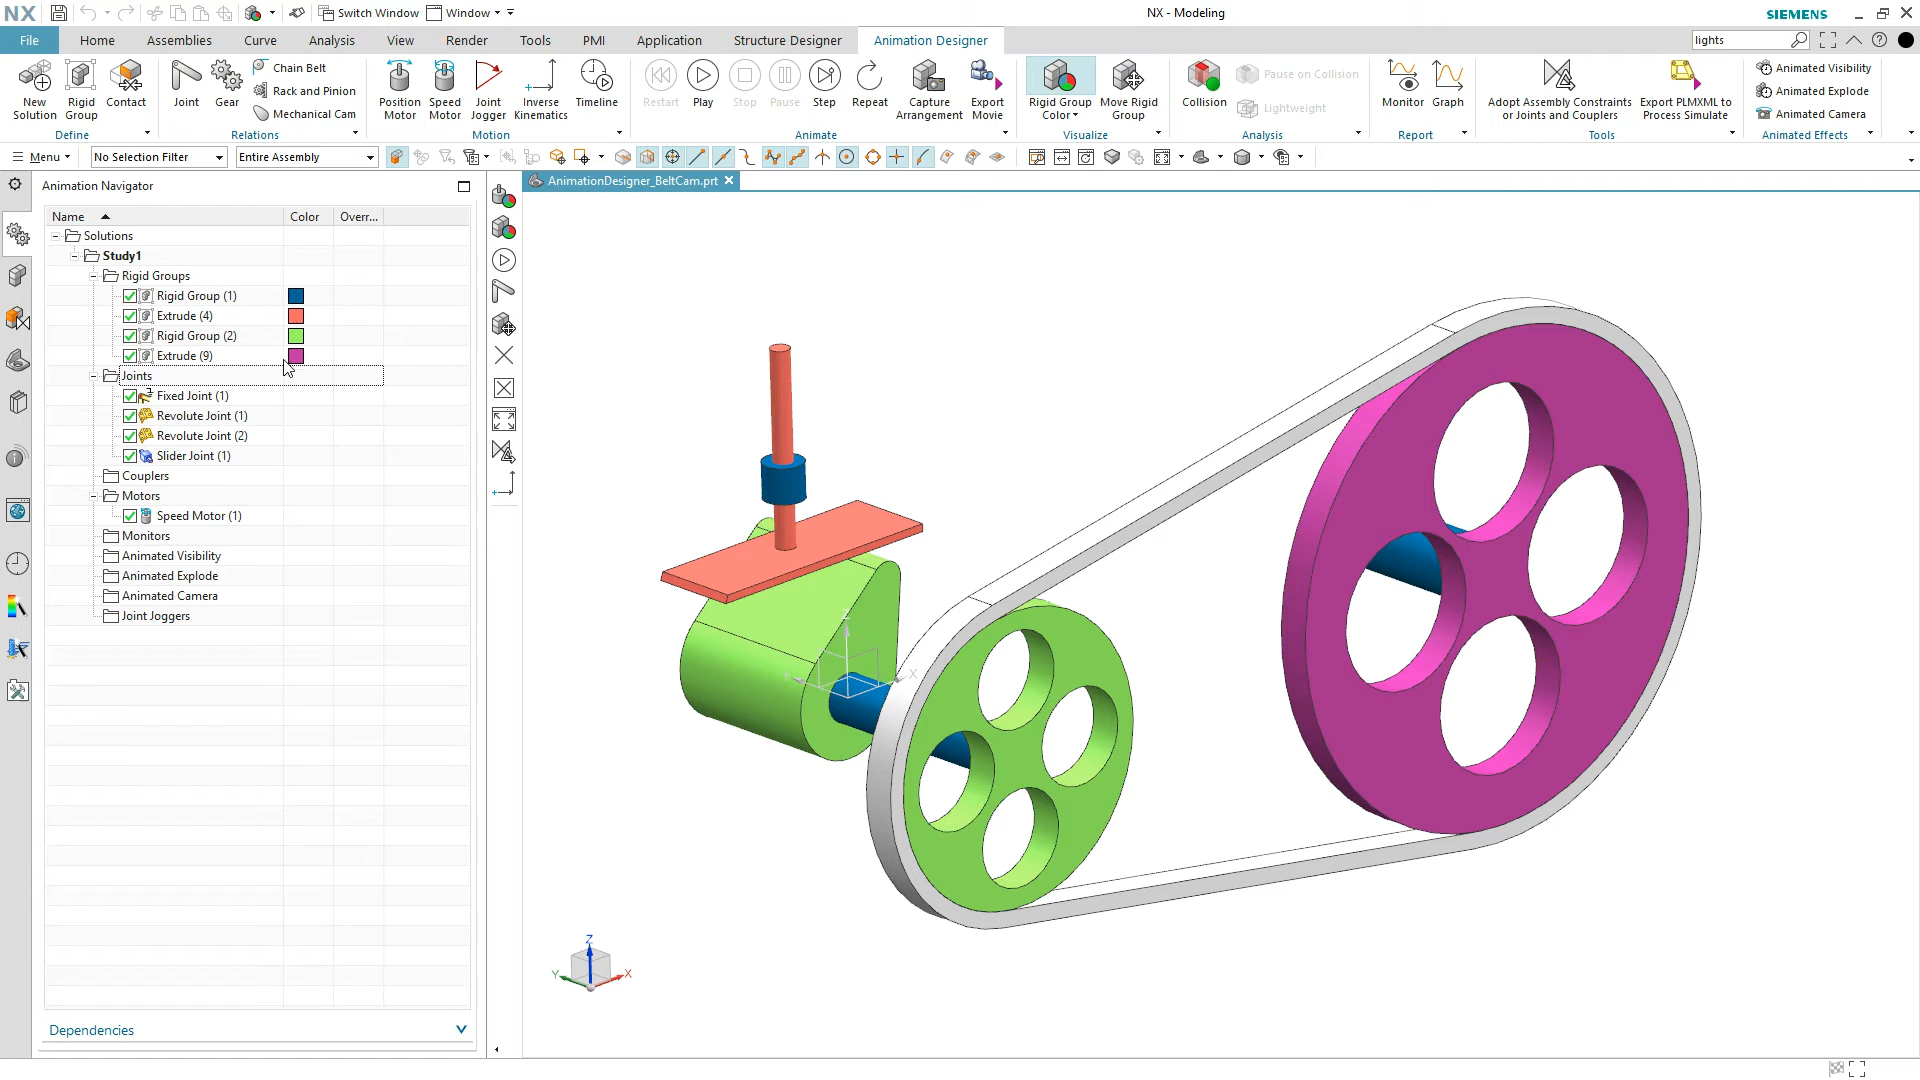 NX Switch Window Window NX - Modeling SIEMENS
File Home Assemblies Curve Analysis View Render Tools PMI Application Structure Designer Animation Designer lights
New Solution
Rigid Group
Contact
Define
Joint
Gear
Chain Belt
Rack and Pinion
Mechanical Cam
Relations
Position Motor
Speed Motor
Joint Jogger
Inverse Kinematics
Timeline
Motion
Restart
Play
Stop
Pause
Step
Repeat
Capture Arrangement
Export Movie
Animate
Rigid Group Color
Move Rigid Group
Visualize
Collision
Pause on Collision
Lightweight
Analysis
Monitor
Graph
Report
Adopt Assembly Constraints or Joints and Couplers
Export PLMXML to Process Simulate
Tools
Animated Visibility
Animated Explode
Animated Camera
Animated Effects
Menu No Selection Filter Entire Assembly
Animation Navigator
AnimationDesigner_BeltCam.prt
Name Color Overr...
Solutions
Study1
Rigid Groups
Rigid Group (1)
Extrude (4)
Rigid Group (2)
Extrude (9)
Joints
Fixed Joint (1)
Revolute Joint (1)
Revolute Joint (2)
Slider Joint (1)
Couplers
Motors
Speed Motor (1)
Monitors
Animated Visibility
Animated Explode
Animated Camera
Joint Joggers
Dependencies
Z
X
Y
Z
Y
X